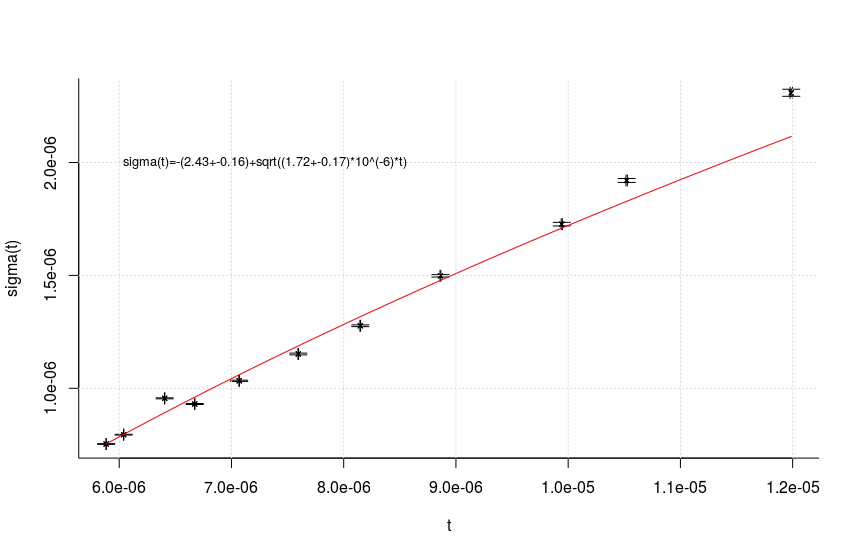 sigma(t)=-(2.43+-0.16)+sqrt((1.72+-0.17)*10^(-6)*t)
2.0e-06
1.5e-06
1.0e-06
sigma(t)
6.0e-06 7.0e-06 8.0e-06 9.0e-06 1.0e-05 1.1e-05 1.2e-05
t